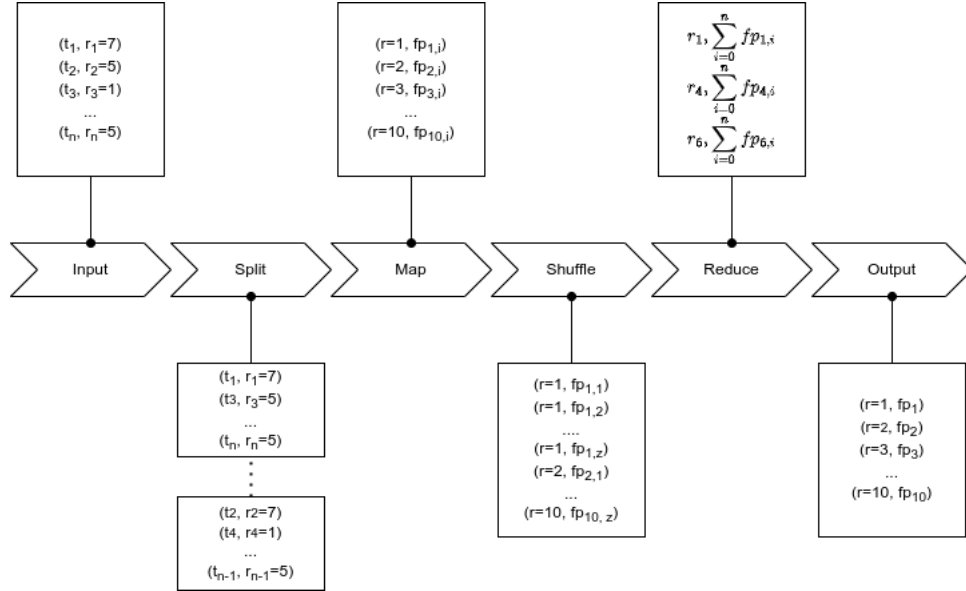 (t₁, r₁=7)
(t₂, r₂=5)
(t₃, r₃=1)
...
(tₙ, rₙ=5)
(r=1, fp₁,ᵢ)
(r=2, fp₂,ᵢ)
(r=3, fp₃,ᵢ)
...
(r=10, fp₁₀,ᵢ)
r₁, ∑ⁿᵢ₌₀ fp₁,ᵢ
r₄, ∑ⁿᵢ₌₀ fp₄,ᵢ
r₆, ∑ⁿᵢ₌₀ fp₆,ᵢ
Input
Split
Map
Shuffle
Reduce
Output
(t₁, r₁=7)
(t₃, r₃=5)
...
(tₙ, rₙ=5)
(t₂, r₂=7)
(t₄, r₄=1)
...
(tₙ₋₁, rₙ₋₁=5)
(r=1, fp₁,₁)
(r=1, fp₁,₂)
....
(r=1, fp₁,z)
(r=2, fp₂,₁)
...
(r=10, fp₁₀, z)
(r=1, fp₁)
(r=2, fp₂)
(r=3, fp₃)
...
(r=10, fp₁₀)